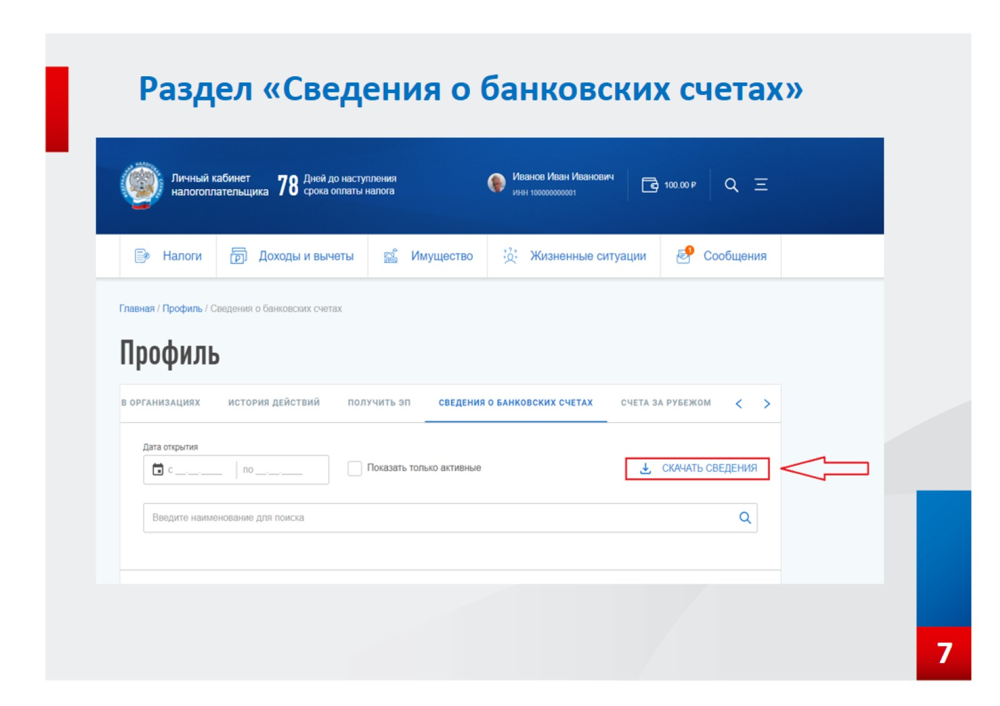 Раздел «Сведения о банковских счетах»
ФЕДЕРАЛЬНАЯ НАЛОГОВАЯ СЛУЖБА
Личный кабинет
налогоплательщика
78
Дней до наступления
срока оплаты налога
Иванов Иван Иванович
ИНН 100000000001
100.00 ₽
Налоги
Доходы и вычеты
Имущество
Жизненные ситуации
1
Сообщения
Главная / Профиль / Сведения о банковских счетах
Профиль
В ОРГАНИЗАЦИЯХ
ИСТОРИЯ ДЕЙСТВИЙ
ПОЛУЧИТЬ ЭП
СВЕДЕНИЯ О БАНКОВСКИХ СЧЕТАХ
СЧЕТА ЗА РУБЕЖОМ
Дата открытия
с __.__.____
по __.__.____
Показать только активные
СКАЧАТЬ СВЕДЕНИЯ
Введите наименование для поиска
7